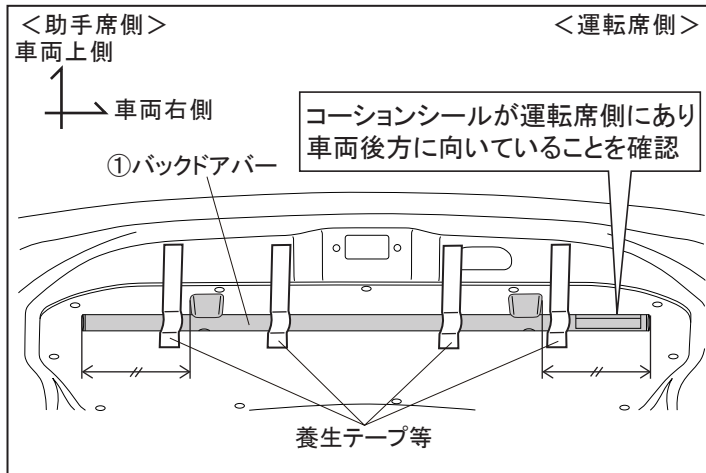 ＜助手席側＞
＜運転席側＞
車両上側
車両右側
コーションシールが運転席側にあり
車両後方に向いていることを確認
①バックドアバー
養生テープ等